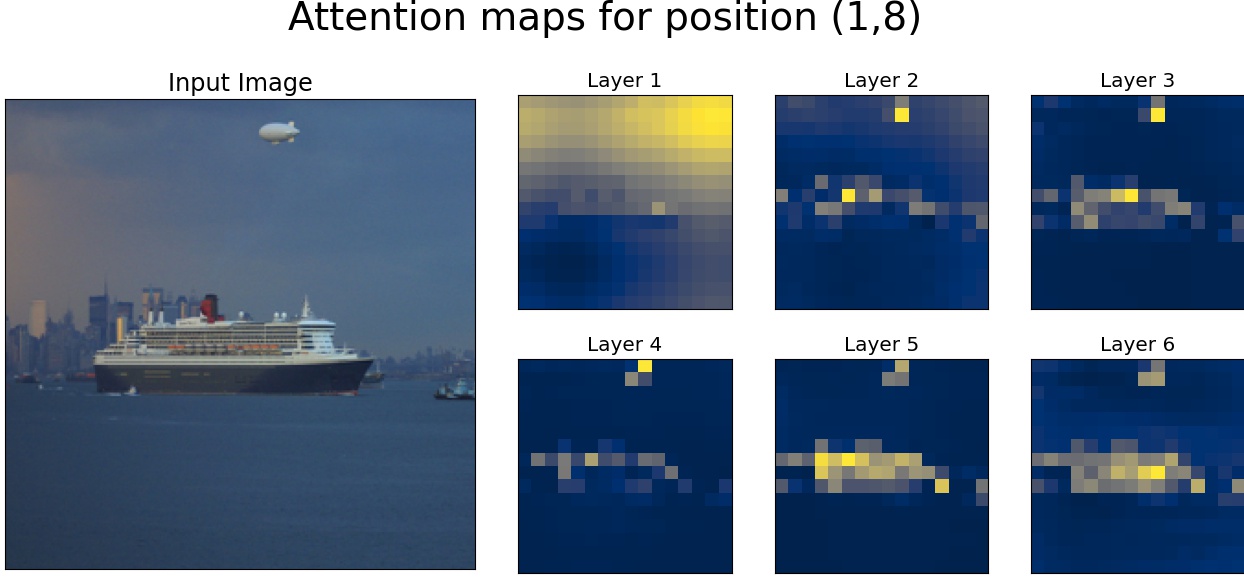 Attention maps for position (1,8)
Input Image
Layer 1
Layer 2
Layer 3
Layer 4
Layer 5
Layer 6